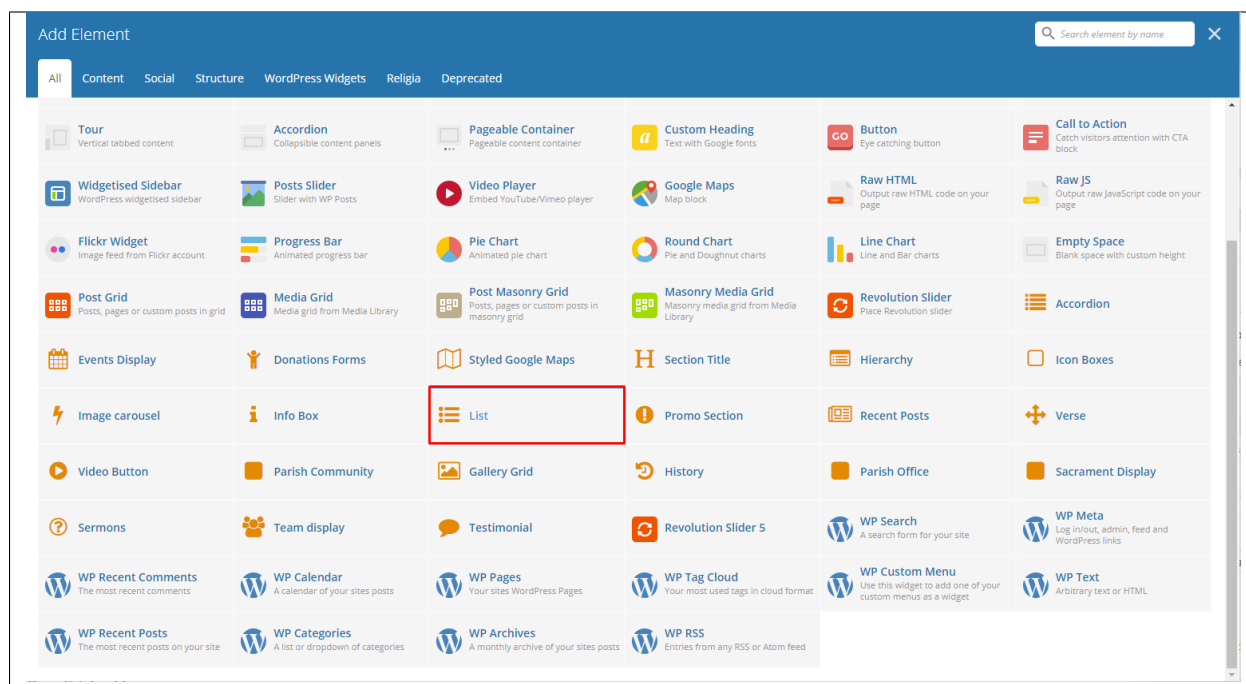 Add Element
Search element by name
All Content Social Structure WordPress Widgets Religia Deprecated
Tour
Vertical tabbed content
Accordion
Collapsible content panels
Pageable Container
Pageable content container
a
Custom Heading
Text with Google fonts
GO
Button
Eye catching button
Call to Action
Catch visitors attention with CTA
block
Widgetised Sidebar
WordPress widgetised sidebar
Posts Slider
Slider with WP Posts
Video Player
Embed YouTube/Vimeo player
Google Maps
Map block
Raw HTML
Output raw HTML code on your
page
Raw JS
Output raw JavaScript code on your
page
Flickr Widget
Image feed from Flickr account
Progress Bar
Animated progress bar
Pie Chart
Animated pie chart
Round Chart
Pie and Doughnut charts
Line Chart
Line and Bar charts
Empty Space
Blank space with custom height
Post Grid
Posts, pages or custom posts in grid
Media Grid
Media grid from Media Library
Post Masonry Grid
Posts, pages or custom posts in
masonry grid
Masonry Media Grid
Masonry media grid from Media
Library
Revolution Slider
Place Revolution slider
Accordion
Events Display
Donations Forms
Styled Google Maps
H
Section Title
Hierarchy
Icon Boxes
Image carousel
Info Box
List
Promo Section
Recent Posts
Verse
Video Button
Parish Community
Gallery Grid
History
Parish Office
Sacrament Display
Sermons
Team display
Testimonial
Revolution Slider 5
WP Search
A search form for your site
WP Meta
Log in/out, admin, feed and
WordPress links
WP Recent Comments
The most recent comments
WP Calendar
A calendar of your sites posts
WP Pages
Your sites WordPress Pages
WP Tag Cloud
Your most used tags in cloud format
WP Custom Menu
Use this widget to add one of your
custom menus as a widget
WP Text
Arbitrary text or HTML
WP Recent Posts
The most recent posts on your site
WP Categories
A list or dropdown of categories
WP Archives
A monthly archive of your sites posts
WP RSS
Entries from any RSS or Atom feed